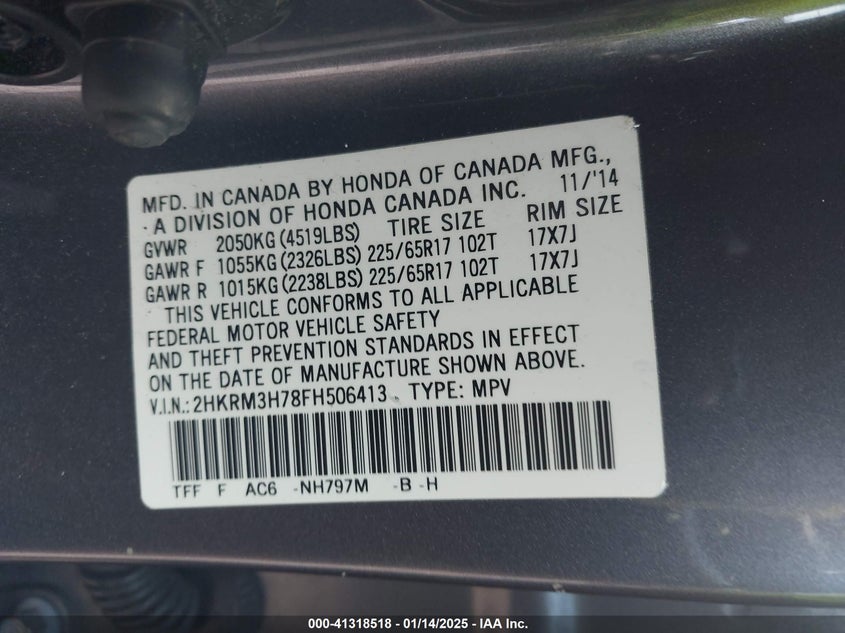 MFD. IN CANADA BY HONDA OF CANADA MFG.,
A DIVISION OF HONDA CANADA INC. 11/'14
GVWR 2050KG (4519LBS) TIRE SIZE RIM SIZE
GAWR F 1055KG (2326LBS) 225/65R17 102T 17X7J
GAWR R 1015KG (2238LBS) 225/65R17 102T 17X7J
THIS VEHICLE CONFORMS TO ALL APPLICABLE
FEDERAL MOTOR VEHICLE SAFETY
AND THEFT PREVENTION STANDARDS IN EFFECT
ON THE DATE OF MANUFACTURE SHOWN ABOVE.
V.I.N.: 2HKRM3H78FH506413 TYPE: MPV
TFF F AC6 -NH797M -B -H
000-41318518 - 01/14/2025 - IAA Inc.